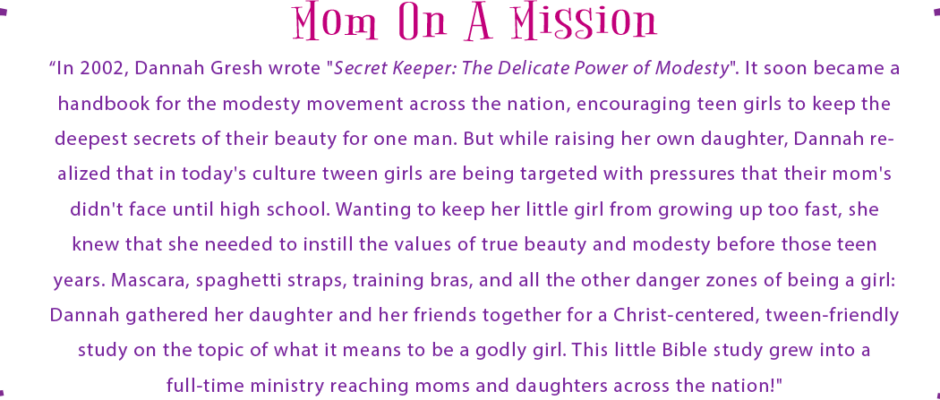 Mom On A Mission
“In 2002, Dannah Gresh wrote "Secret Keeper: The Delicate Power of Modesty". It soon became a
handbook for the modesty movement across the nation, encouraging teen girls to keep the
deepest secrets of their beauty for one man. But while raising her own daughter, Dannah re-
alized that in today's culture tween girls are being targeted with pressures that their mom's
didn't face until high school. Wanting to keep her little girl from growing up too fast, she
knew that she needed to instill the values of true beauty and modesty before those teen
years. Mascara, spaghetti straps, training bras, and all the other danger zones of being a girl:
Dannah gathered her daughter and her friends together for a Christ-centered, tween-friendly
study on the topic of what it means to be a godly girl. This little Bible study grew into a
full-time ministry reaching moms and daughters across the nation!"